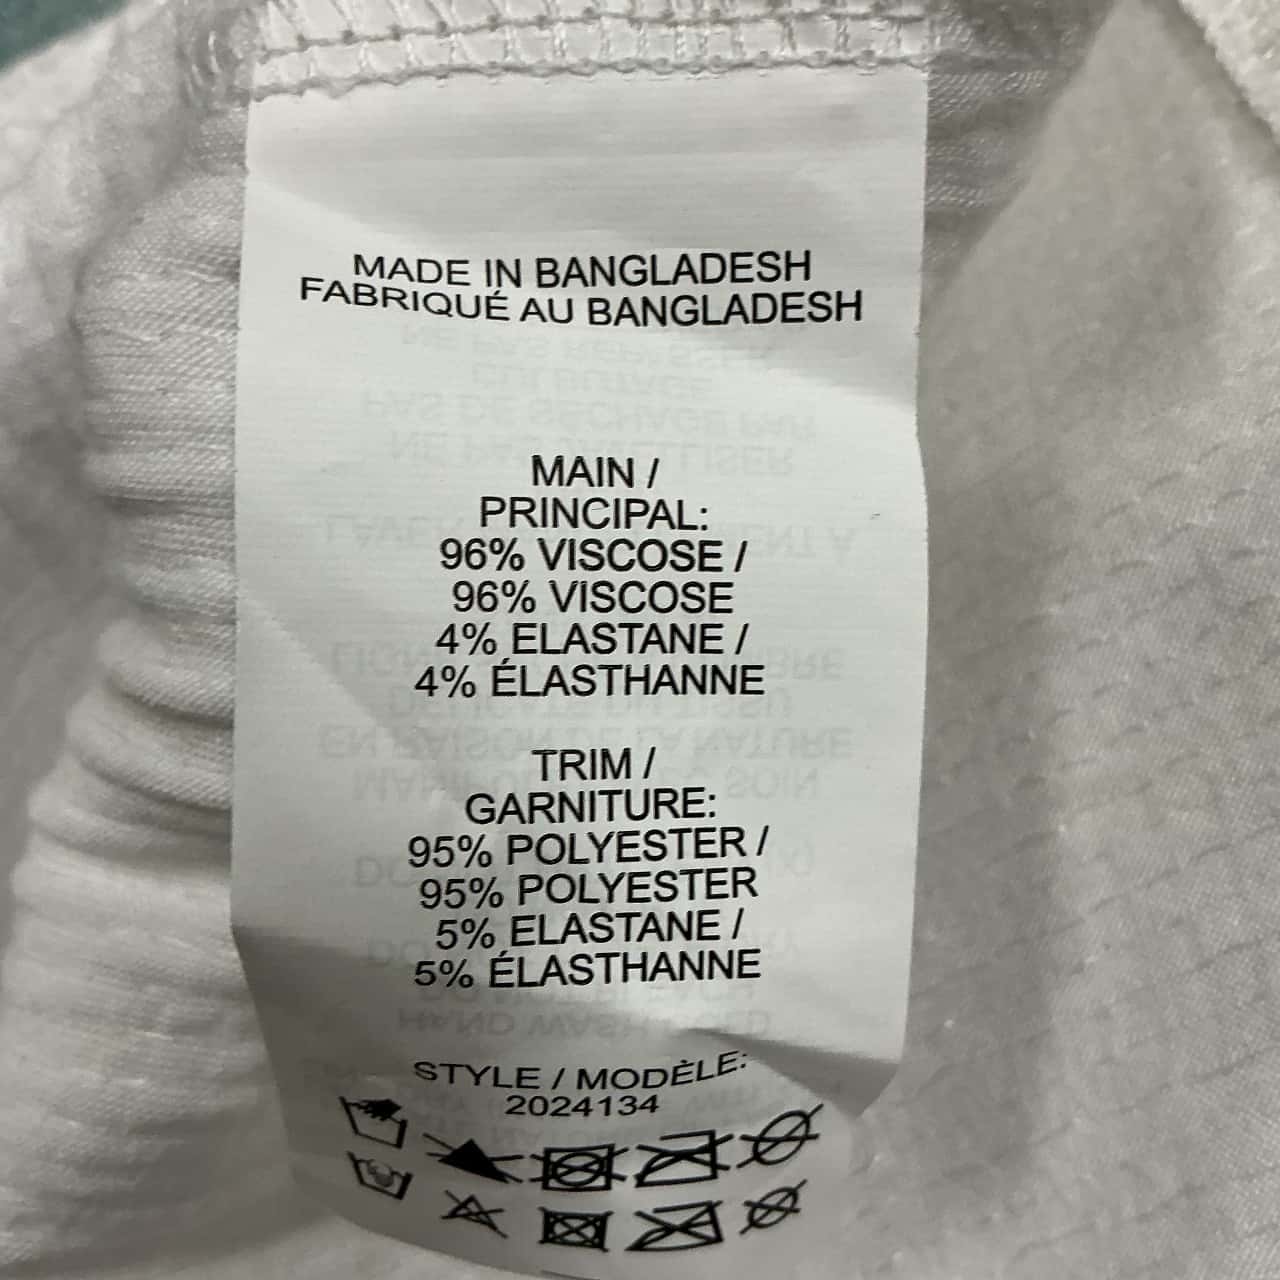 MADE IN BANGLADESH
FABRIQUÉ AU BANGLADESH
MAIN /
PRINCIPAL:
96% VISCOSE /
96% VISCOSE
4% ELASTANE /
4% ÉLASTHANNE
TRIM /
GARNITURE:
95% POLYESTER /
95% POLYESTER
5% ELASTANE /
5% ÉLASTHANNE
STYLE / MODÈLE:
2024134